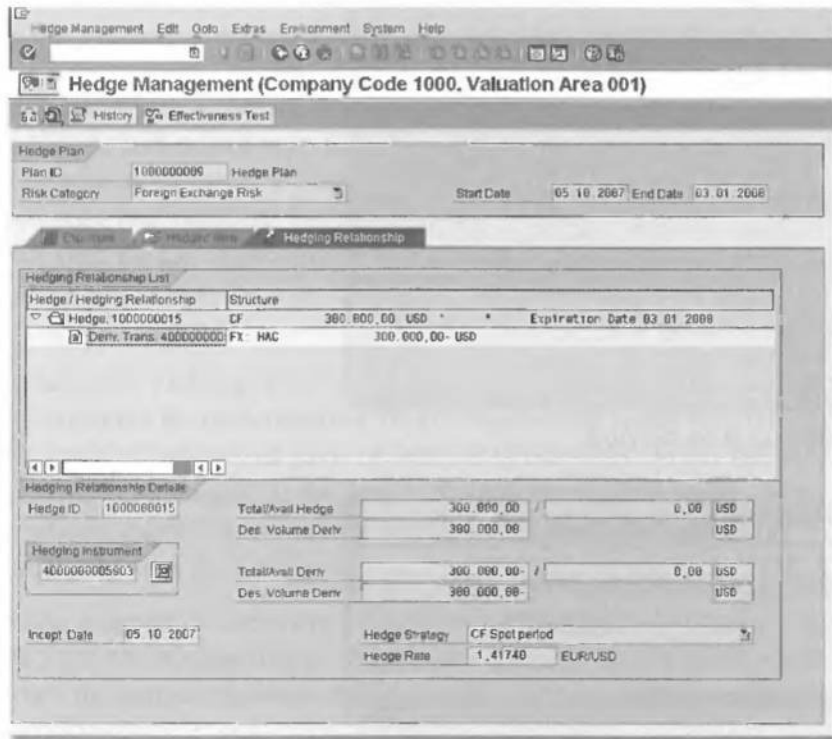 Hedge Management Edit Goto Extras Environment System Help
Hedge Management (Company Code 1000. Valuation Area 001)
History Effectiveness Test
Hedge Plan
Plan ID 1000000009 Hedge Plan
Risk Category Foreign Exchange Risk Start Date 05.10.2007 End Date 03.01.2008
Hedging Relationship
Hedging Relationship List
Hedge / Hedging Relationship Structure
Hedge. 1000000015 CF 300.000,00 USD * * Expiration Date 03 01 2008
Deriv. Trans. 400000000 FX HAC 300.000,00- USD
Hedging Relationship Details
Hedge ID 1000000015 Total/Avail Hedge 300.000,00 / 0,00 USD
Des. Volume Deriv 300.000,00 USD
Hedging Instrument
Total/Avail Deriv 300.000,00- / 0,00 USD
Des. Volume Deriv 300.000,00- USD
Incept. Date 05.10.2007 Hedge Strategy CF Spot period
Hedge Rate 1,41740 EUR/USD